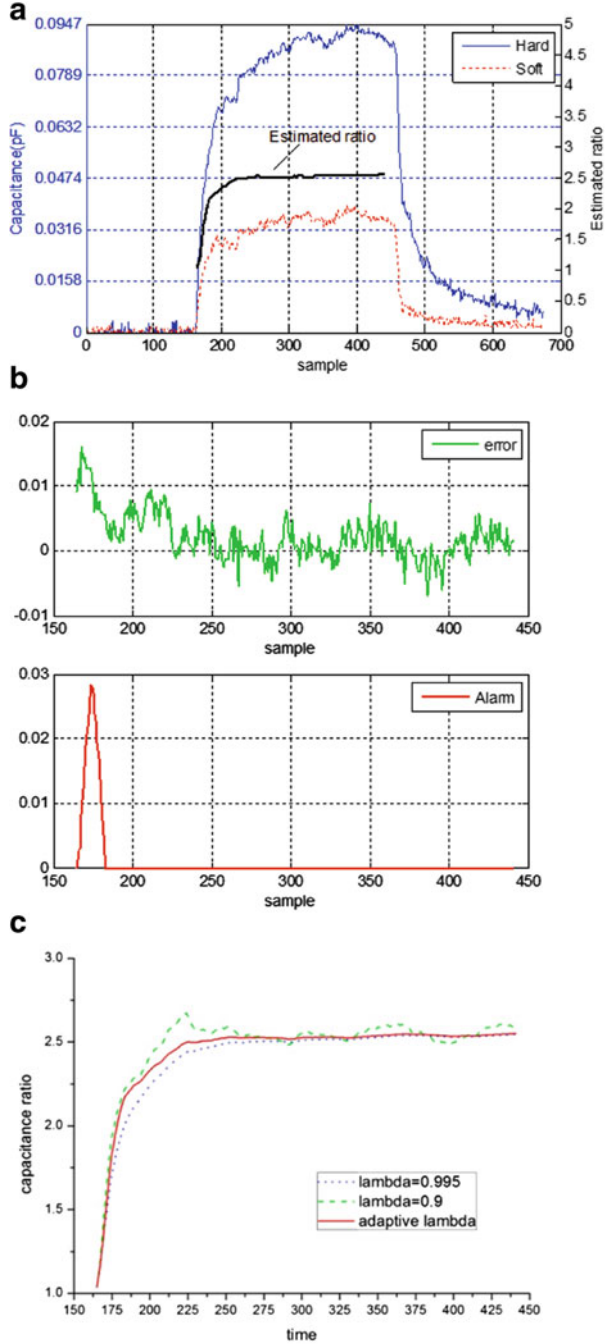 a
0.0947
0.0789
0.0632
0.0474
0.0316
0.0158
0
Capacitance(pF)
5
4.5
4
3.5
3
2.5
2
1.5
1
0.5
0
Estimated ratio
Hard
Soft
Estimated ratio
0 100 200 300 400 500 600 700
sample
b
0.02
0.01
0
-0.01
error
150 200 250 300 350 400 450
sample
0.03
0.02
0.01
0
Alarm
150 200 250 300 350 400 450
sample
c
3.0
2.5
2.0
1.5
1.0
capacitance ratio
lambda=0.995
lambda=0.9
adaptive lambda
150 175 200 225 250 275 300 325 350 375 400 425 450
time